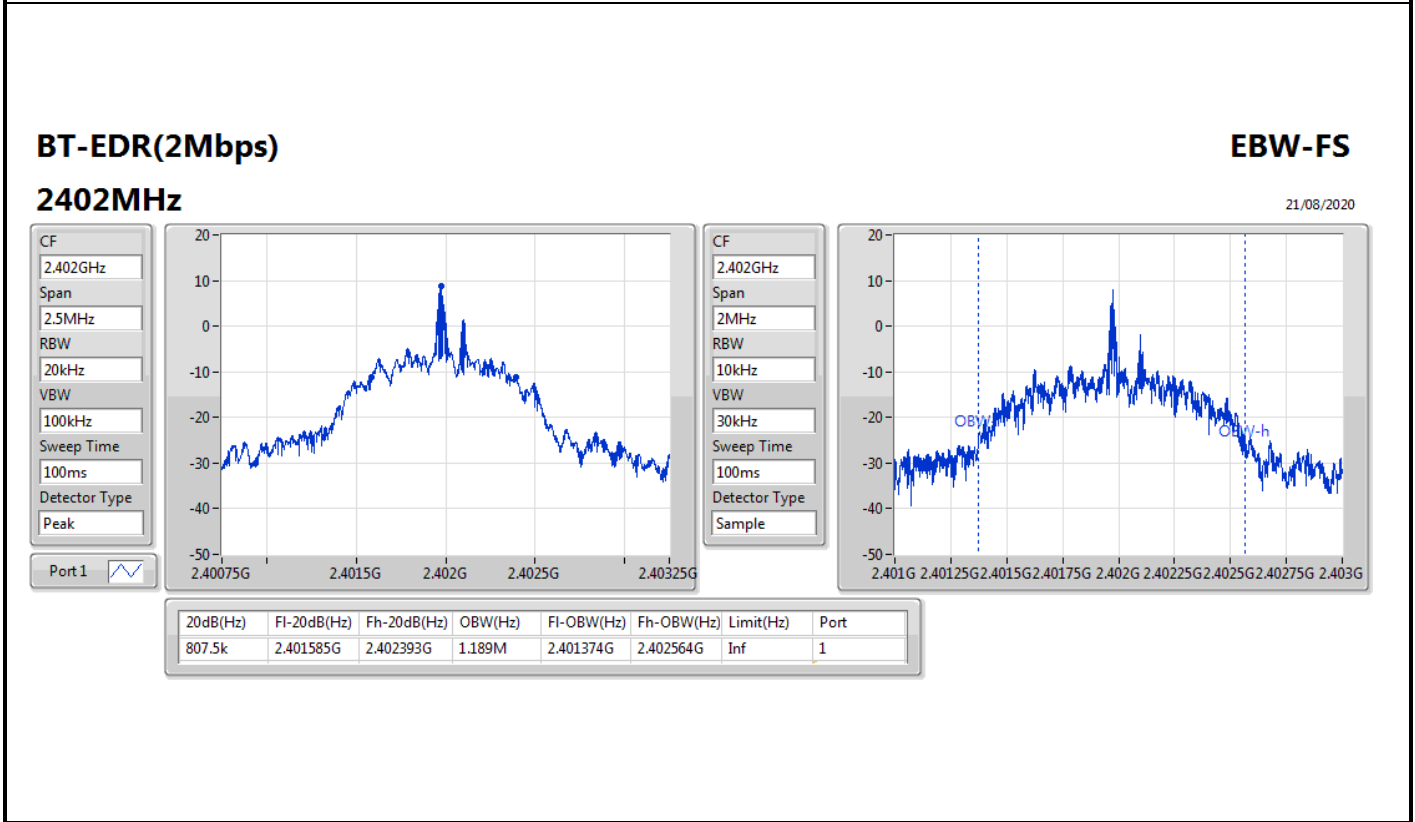 BT-EDR(2Mbps)
EBW-FS
2402MHz
21/08/2020
CF
2.402GHz
Span
2.5MHz
RBW
20kHz
VBW
100kHz
Sweep Time
100ms
Detector Type
Peak
Port 1
20
10
0
-10
-20
-30
-40
-50
2.40075G 2.4015G 2.402G 2.4025G 2.40325G
CF
2.402GHz
Span
2MHz
RBW
10kHz
VBW
30kHz
Sweep Time
100ms
Detector Type
Sample
20
10
0
-10
-20
-30
-40
-50
OBW-h
2.401G 2.40125G 2.4015G 2.40175G 2.402G 2.40225G 2.4025G 2.40275G 2.403G
20dB(Hz) Fl-20dB(Hz) Fh-20dB(Hz) OBW(Hz) Fl-OBW(Hz) Fh-OBW(Hz) Limit(Hz) Port
807.5k 2.401585G 2.402393G 1.189M 2.401374G 2.402564G Inf 1